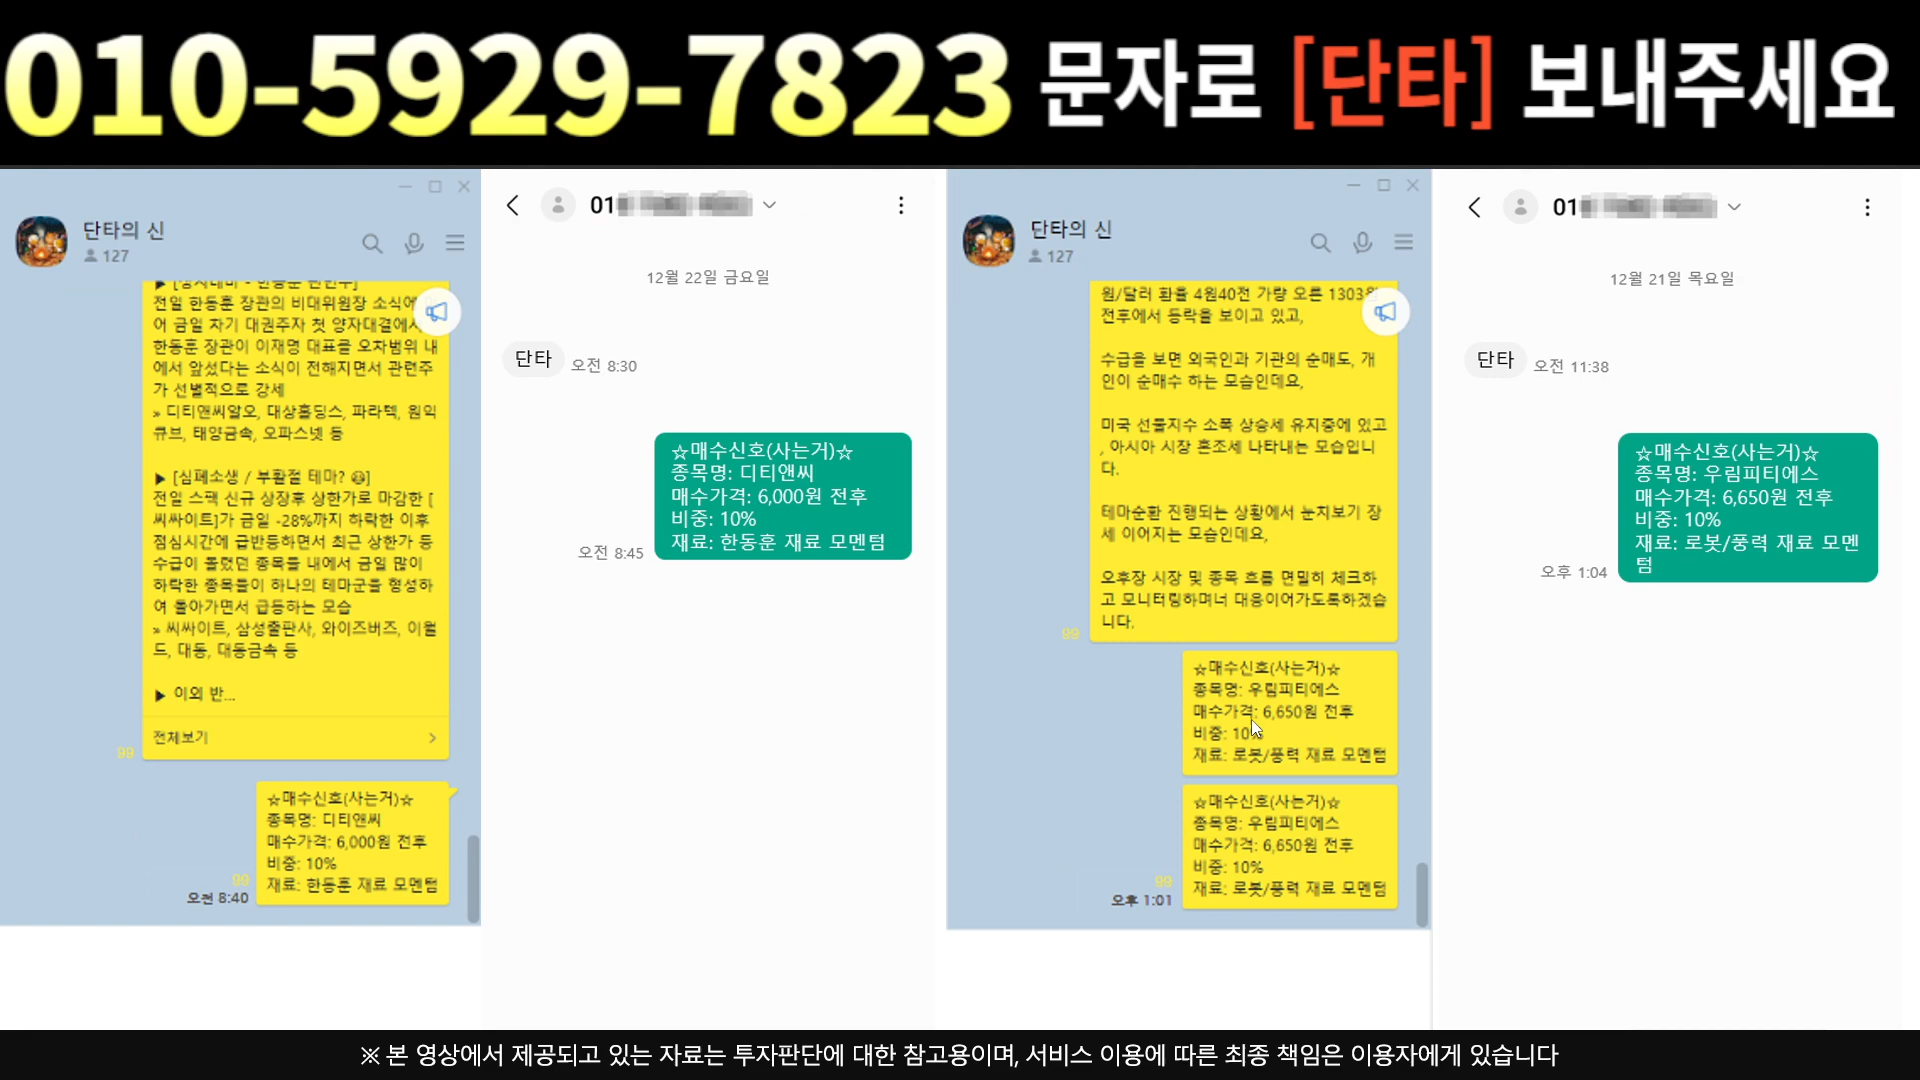 010-5929-7823 문자로 [단타] 보내주세요
단타의 신
127
전일 한동훈 장관의 비대위원장 소식에
어 금일 차기 대권주자 첫 양자대결에서
한동훈 장관이 이재명 대표를 오차범위 내
에서 앞섰다는 소식이 전해지면서 관련주
가 선별적으로 강세
» 디티앤씨알오, 대상홀딩스, 파라텍, 원익
큐브, 태양금속, 오파스넷 등
▶ [심폐소생 / 부활절 테마? 😆]
전일 스팩 신규 상장후 상한가로 마감한 [
씨싸이트]가 금일 -28%까지 하락한 이후
점심시간에 급반등하면서 최근 상한가 등
수급이 몰렸던 종목들 내에서 금일 많이
하락한 종목들이 하나의 테마군을 형성하
여 돌아가면서 급등하는 모습
» 씨싸이트, 삼성출판사, 와이즈버즈, 이월
드, 대동, 대동금속 등
▶ 이외 반...
전체보기
99
☆매수신호(사는거)☆
종목명: 디티앤씨
매수가격: 6,000원 전후
비중: 10%
재료: 한동훈 재료 모멘텀
99
오전 8:40
01
12월 22일 금요일
단타
오전 8:30
☆매수신호(사는거)☆
종목명: 디티앤씨
매수가격: 6,000원 전후
비중: 10%
재료: 한동훈 재료 모멘텀
오전 8:45
단타의 신
127
원/달러 환율 4원40전 가량 오른 1303원
전후에서 등락을 보이고 있고,
수급을 보면 외국인과 기관의 순매도, 개
인이 순매수 하는 모습인데요,
미국 선물지수 소폭 상승세 유지중에 있고
, 아시아 시장 혼조세 나타내는 모습입니
다.
테마순환 진행되는 상황에서 눈치보기 장
세 이어지는 모습인데요,
오후장 시장 및 종목 흐름 면밀히 체크하
고 모니터링하며너 대응이어가도록하겠습
니다.
99
☆매수신호(사는거)☆
종목명: 우림피티에스
매수가격: 6,650원 전후
비중: 10%
재료: 로봇/풍력 재료 모멘텀
☆매수신호(사는거)☆
종목명: 우림피티에스
매수가격: 6,650원 전후
비중: 10%
재료: 로봇/풍력 재료 모멘텀
99
오후 1:01
01
12월 21일 목요일
단타
오전 11:38
☆매수신호(사는거)☆
종목명: 우림피티에스
매수가격: 6,650원 전후
비중: 10%
재료: 로봇/풍력 재료 모멘
텀
오후 1:04
※ 본 영상에서 제공되고 있는 자료는 투자판단에 대한 참고용이며, 서비스 이용에 따른 최종 책임은 이용자에게 있습니다